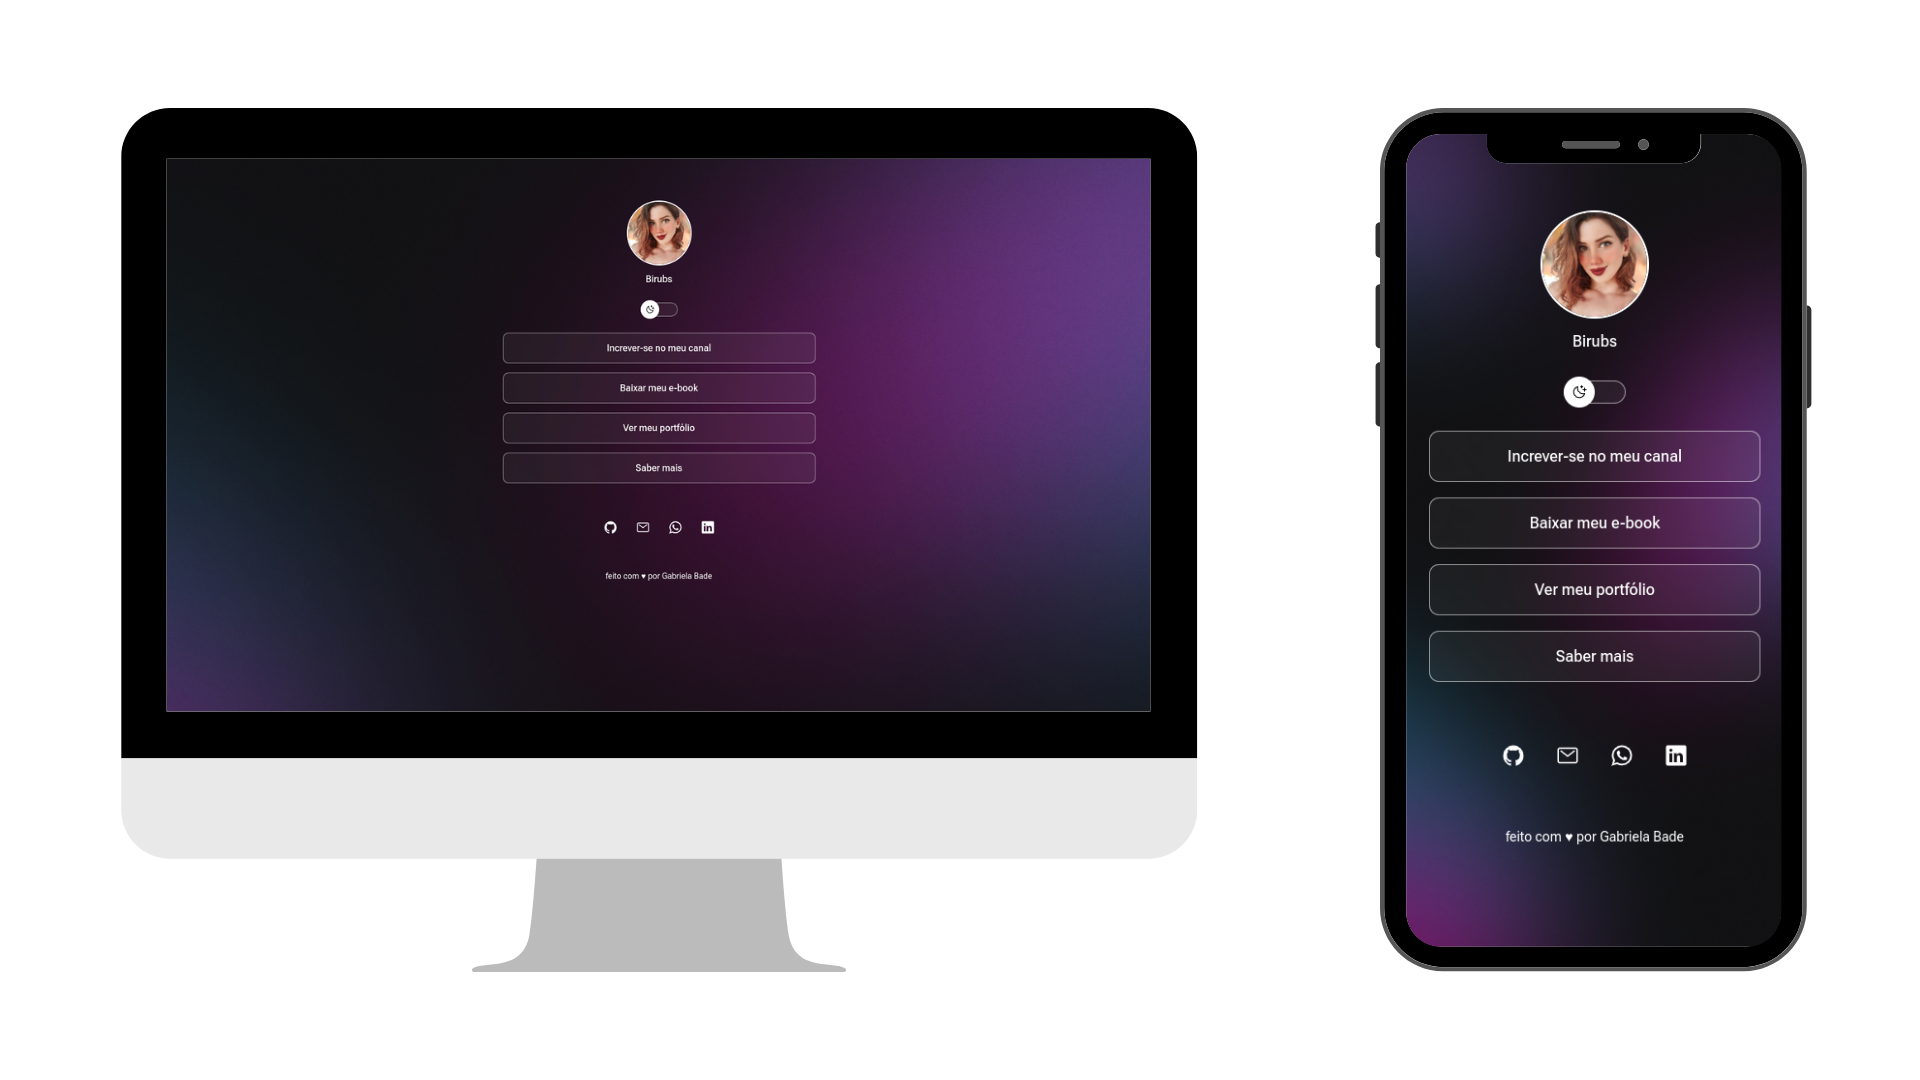 Birubs
Increver-se no meu canal
Baixar meu e-book
Ver meu portfólio
Saber mais
feito com ♥ por Gabriela Bade
Birubs
Increver-se no meu canal
Baixar meu e-book
Ver meu portfólio
Saber mais
feito com ♥ por Gabriela Bade